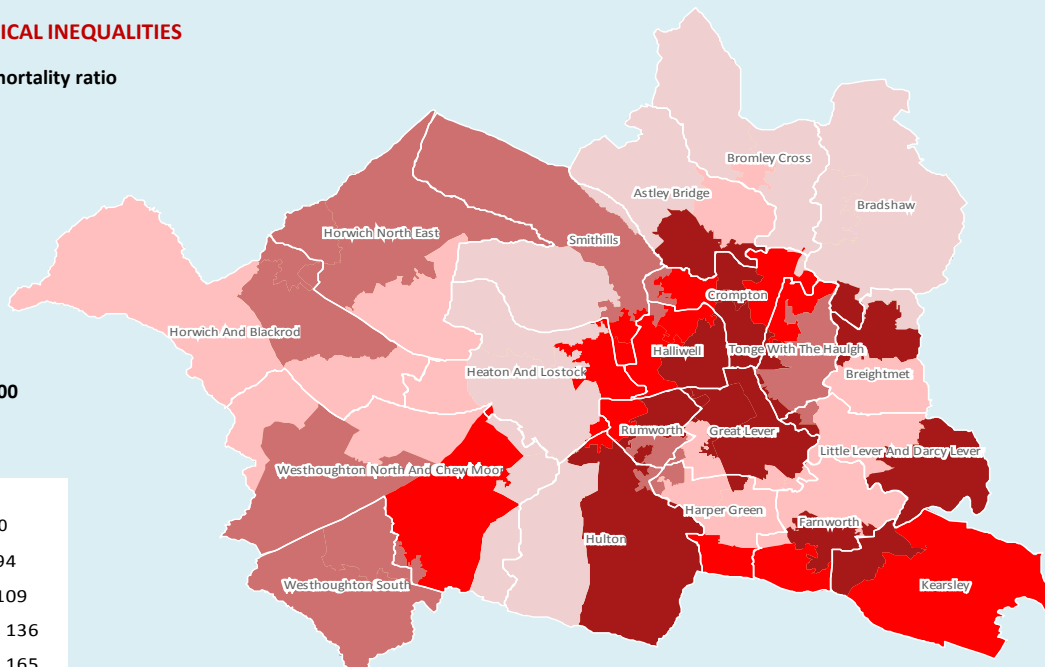 ICAL INEQUALITIES
ortality ratio
Bromley Cross
Astley Bridge
Bradshaw
Horwich North East
Smithills
Crompton
Horwich And Blackrod
Halliwell
Tonge With The Haulgh
Heaton And Lostock
Breightmet
00
Rumworth
Great Lever
Little Lever And Darcy Lever
Westhoughton North And Chew Moor
Harper Green
Farnworth
Hulton
Westhoughton South
Kearsley
0
94
109
136
165